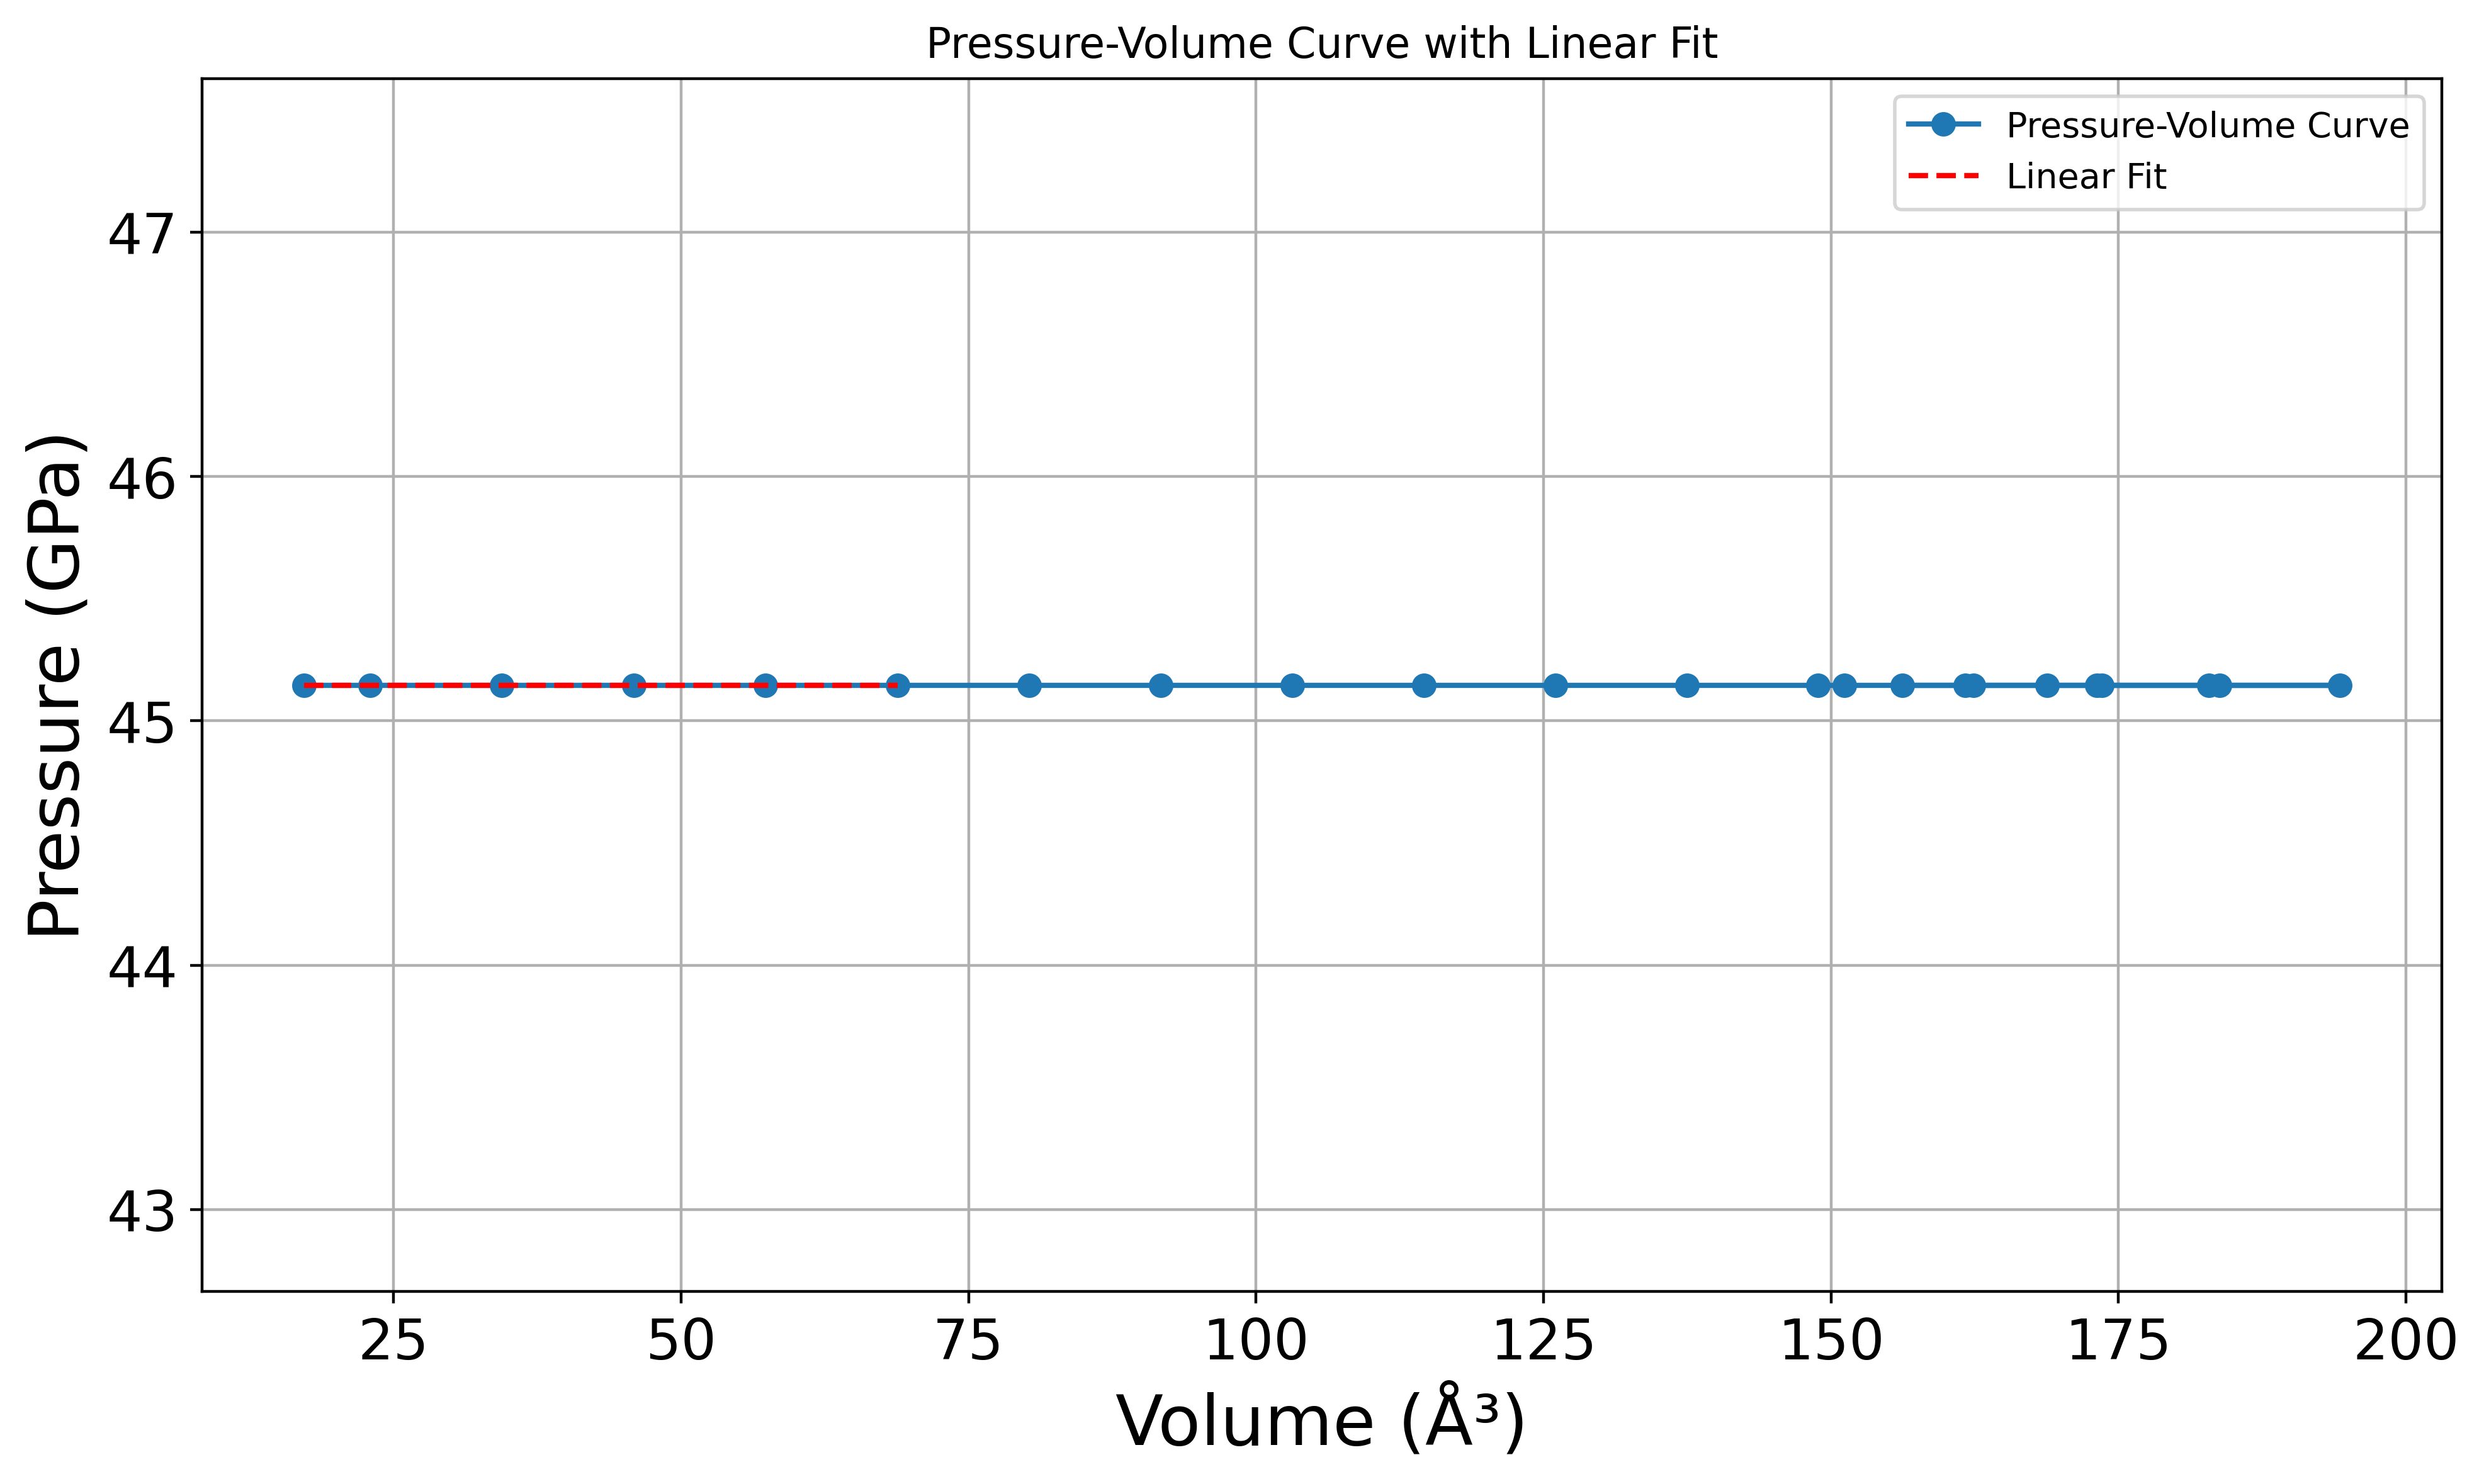 Pressure-Volume Curve with Linear Fit
Pressure-Volume Curve
Linear Fit
Pressure (GPa)
47
46
45
44
43
25 50 75 100 125 150 175 200
Volume (Å³)